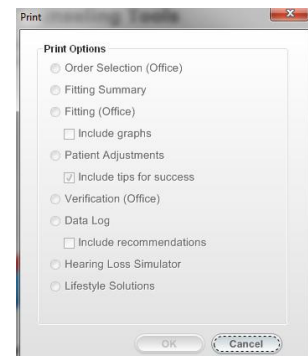 Print
Print Options
Order Selection (Office)
Fitting Summary
Fitting (Office)
Include graphs
Patient Adjustments
Include tips for success
Verification (Office)
Data Log
Include recommendations
Hearing Loss Simulator
Lifestyle Solutions
OK
Cancel